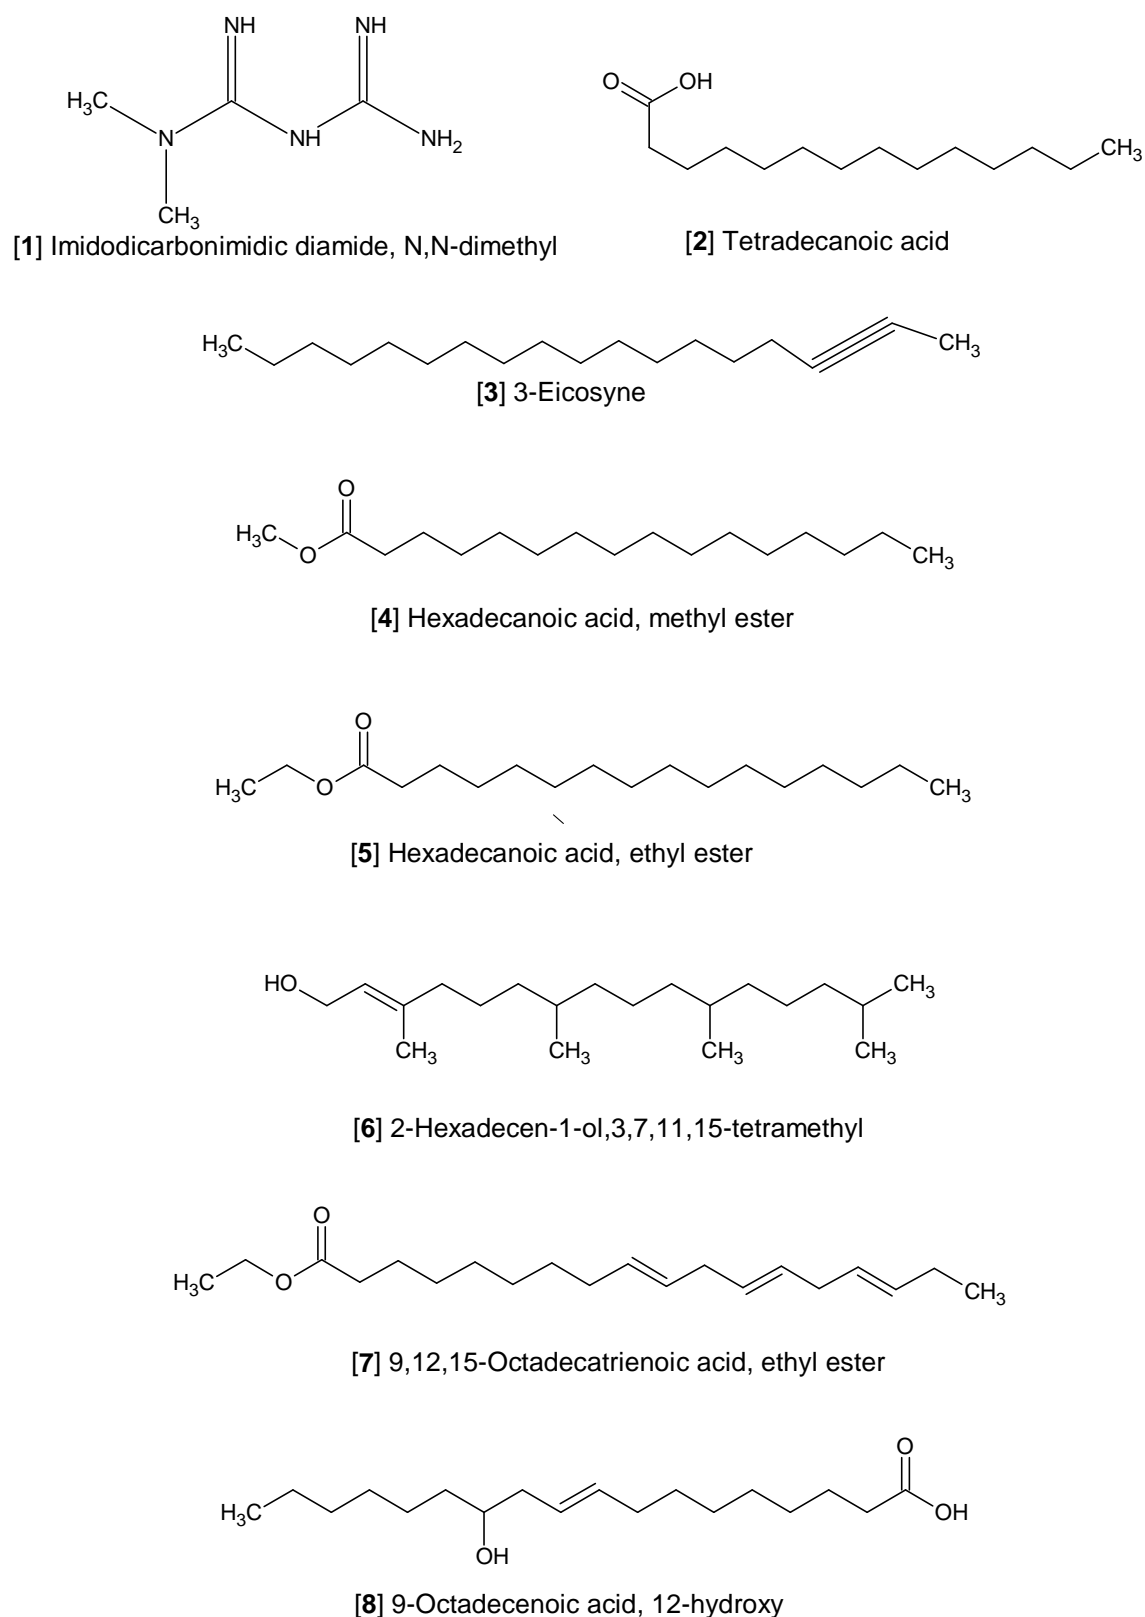 NH NH
H3C
N NH NH2
CH3
[1] Imidodicarbonimidic diamide, N,N-dimethyl
O OH
CH3
[2] Tetradecanoic acid
H3C CH3
[3] 3-Eicosyne
O
H3C O CH3
[4] Hexadecanoic acid, methyl ester
O
H3C O CH3
[5] Hexadecanoic acid, ethyl ester
HO CH3
CH3 CH3 CH3 CH3
[6] 2-Hexadecen-1-ol,3,7,11,15-tetramethyl
O
H3C O CH3
[7] 9,12,15-Octadecatrienoic acid, ethyl ester
O
H3C OH
OH
[8] 9-Octadecenoic acid, 12-hydroxy